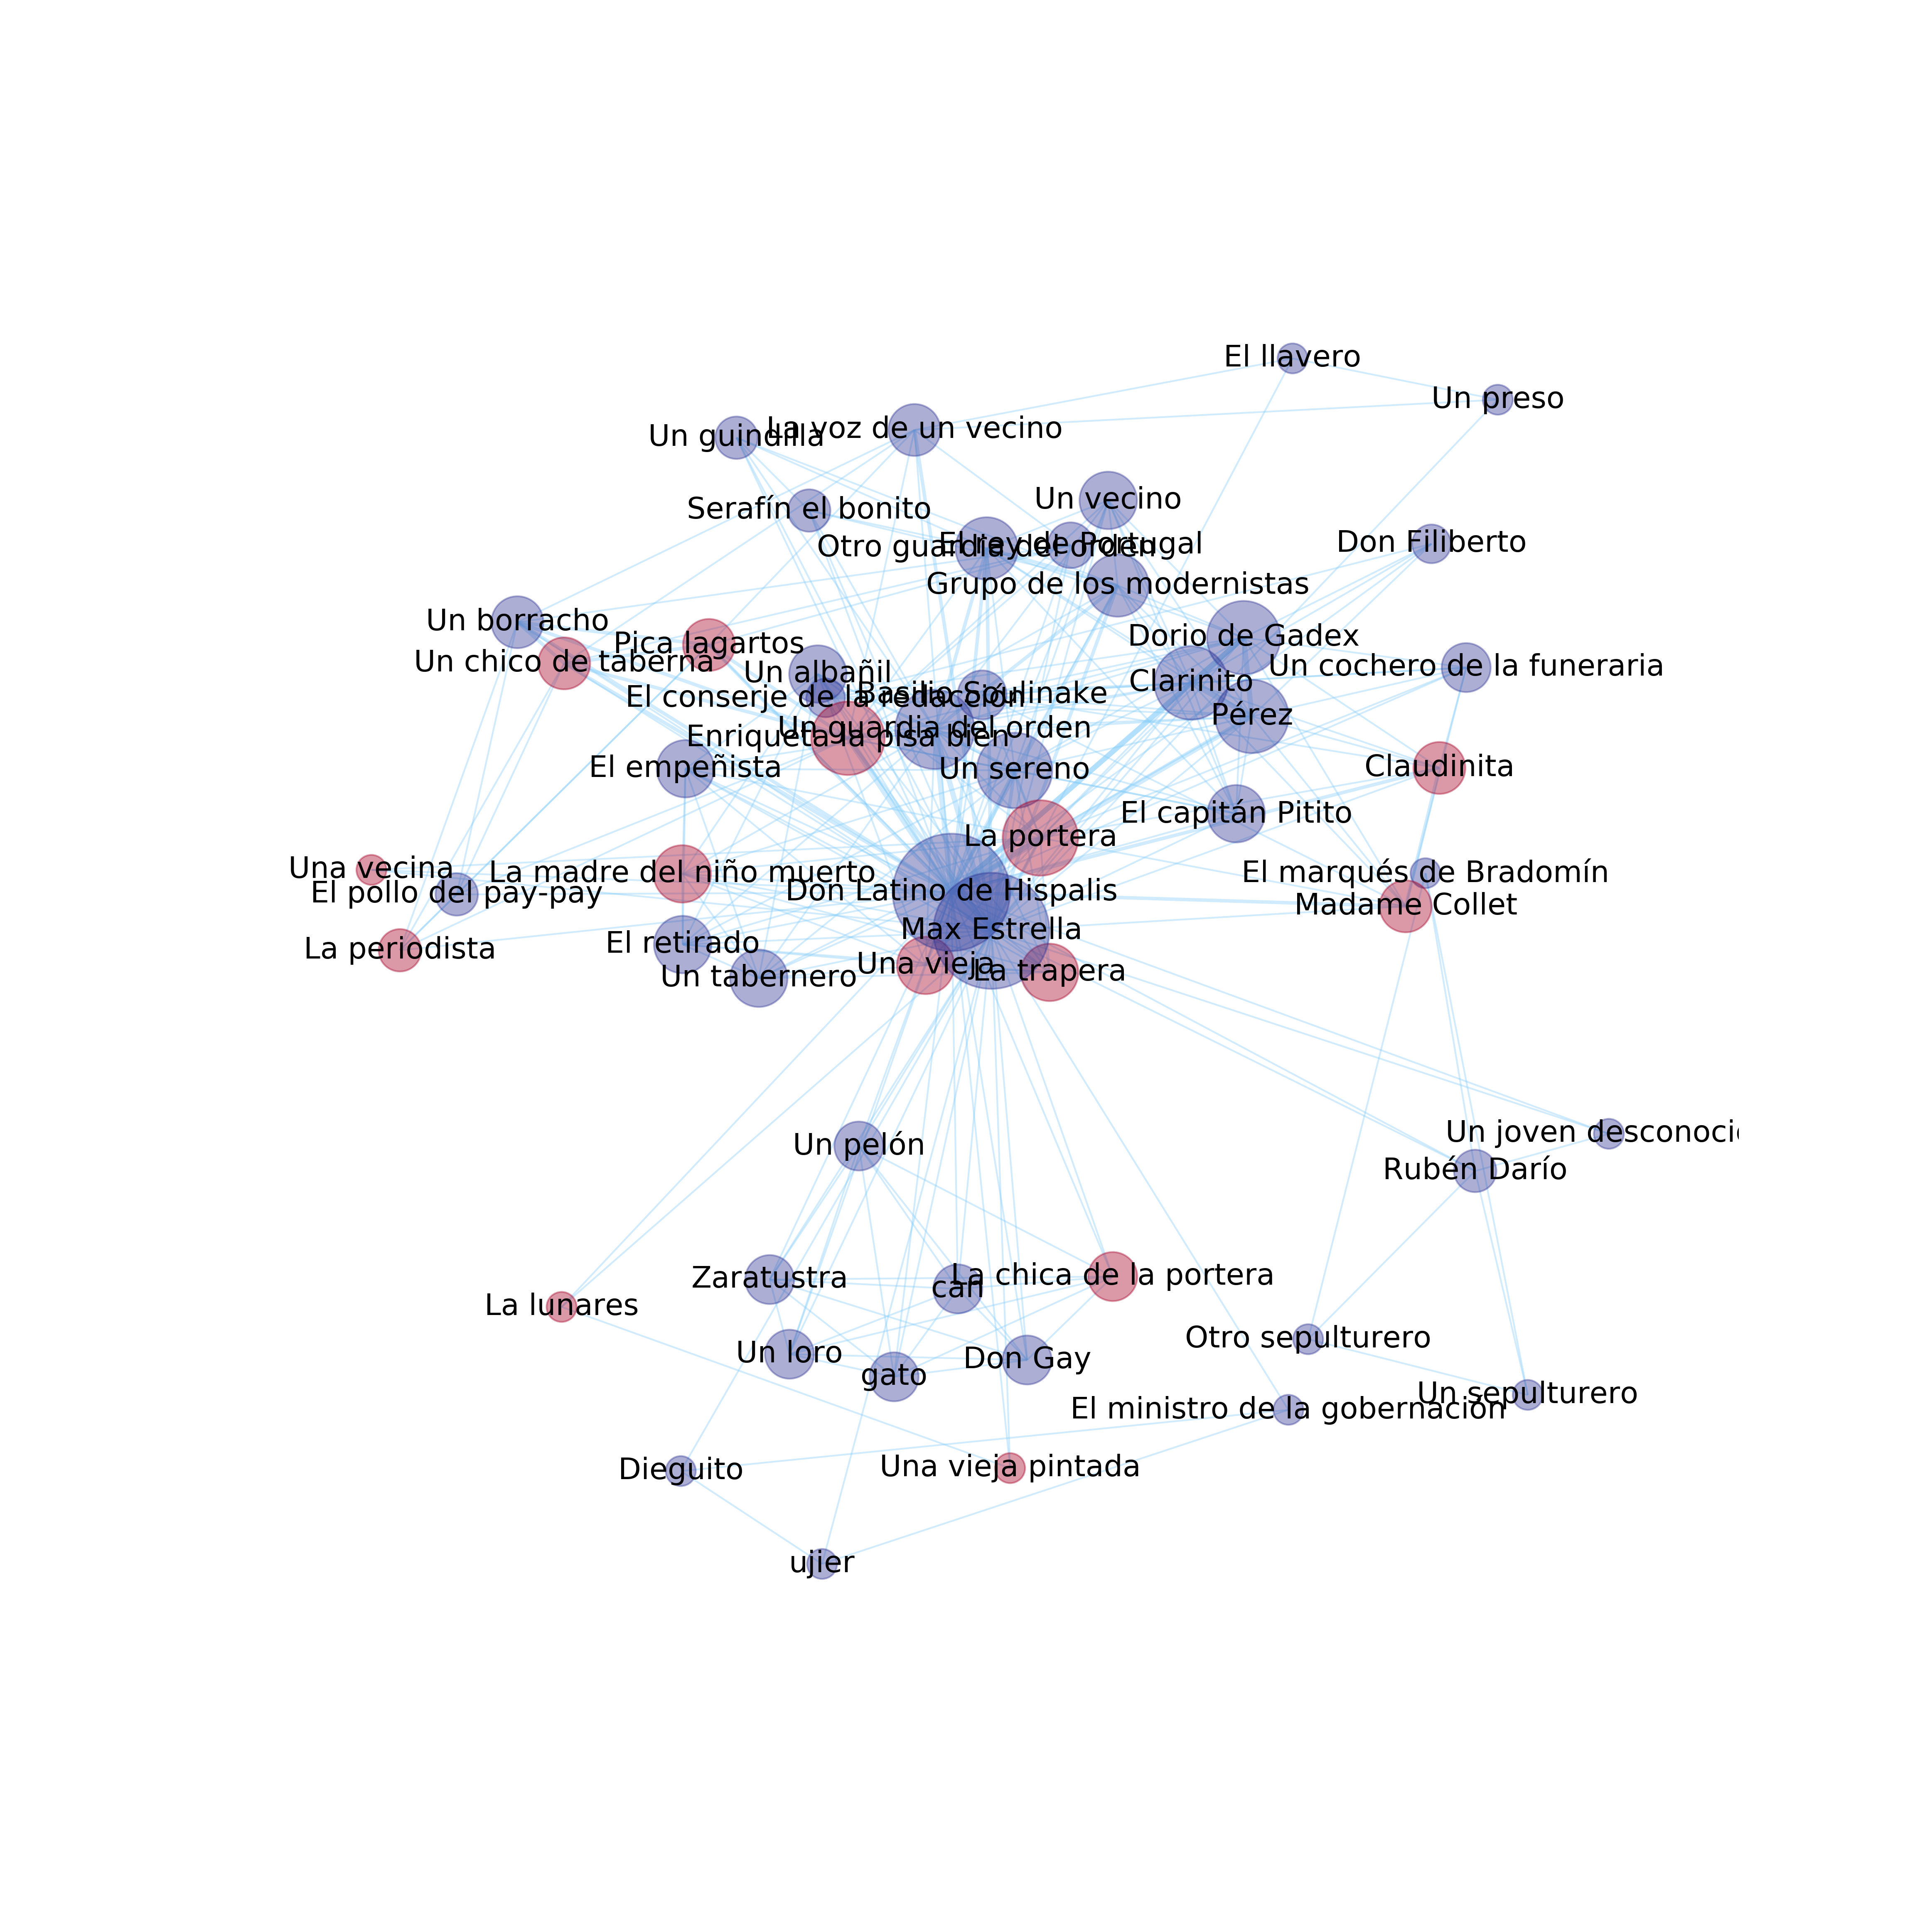 El llavero
Un preso
La voz de un vecino
Un guindilla
Un vecino
Serafín el bonito
Don Filiberto
El rey de Portugal
Otro guardia del orden
Grupo de los modernistas
Un borracho
Dorio de Gadex
Pica lagartos
Un chico de taberna
Un cochero de la funeraria
Un albañil
Clarinito
Basilio Soulinake
El conserje de la redacción
Pérez
Un guardia del orden
Enriqueta la pisa bien
El empeñista
Un sereno
Claudinita
El capitán Pitito
La portera
Una vecina
La madre del niño muerto
El marqués de Bradomín
El pollo del pay-pay
Don Latino de Hispalis
Madame Collet
Max Estrella
El retirado
La periodista
Una vieja
La trapera
Un tabernero
Un joven desconoci
Un pelón
Rubén Darío
La chica de la portera
Zaratustra
can
La lunares
Otro sepulturero
Un loro
Don Gay
gato
Un sepulturero
El ministro de la gobernación
Una vieja pintada
Dieguito
ujier